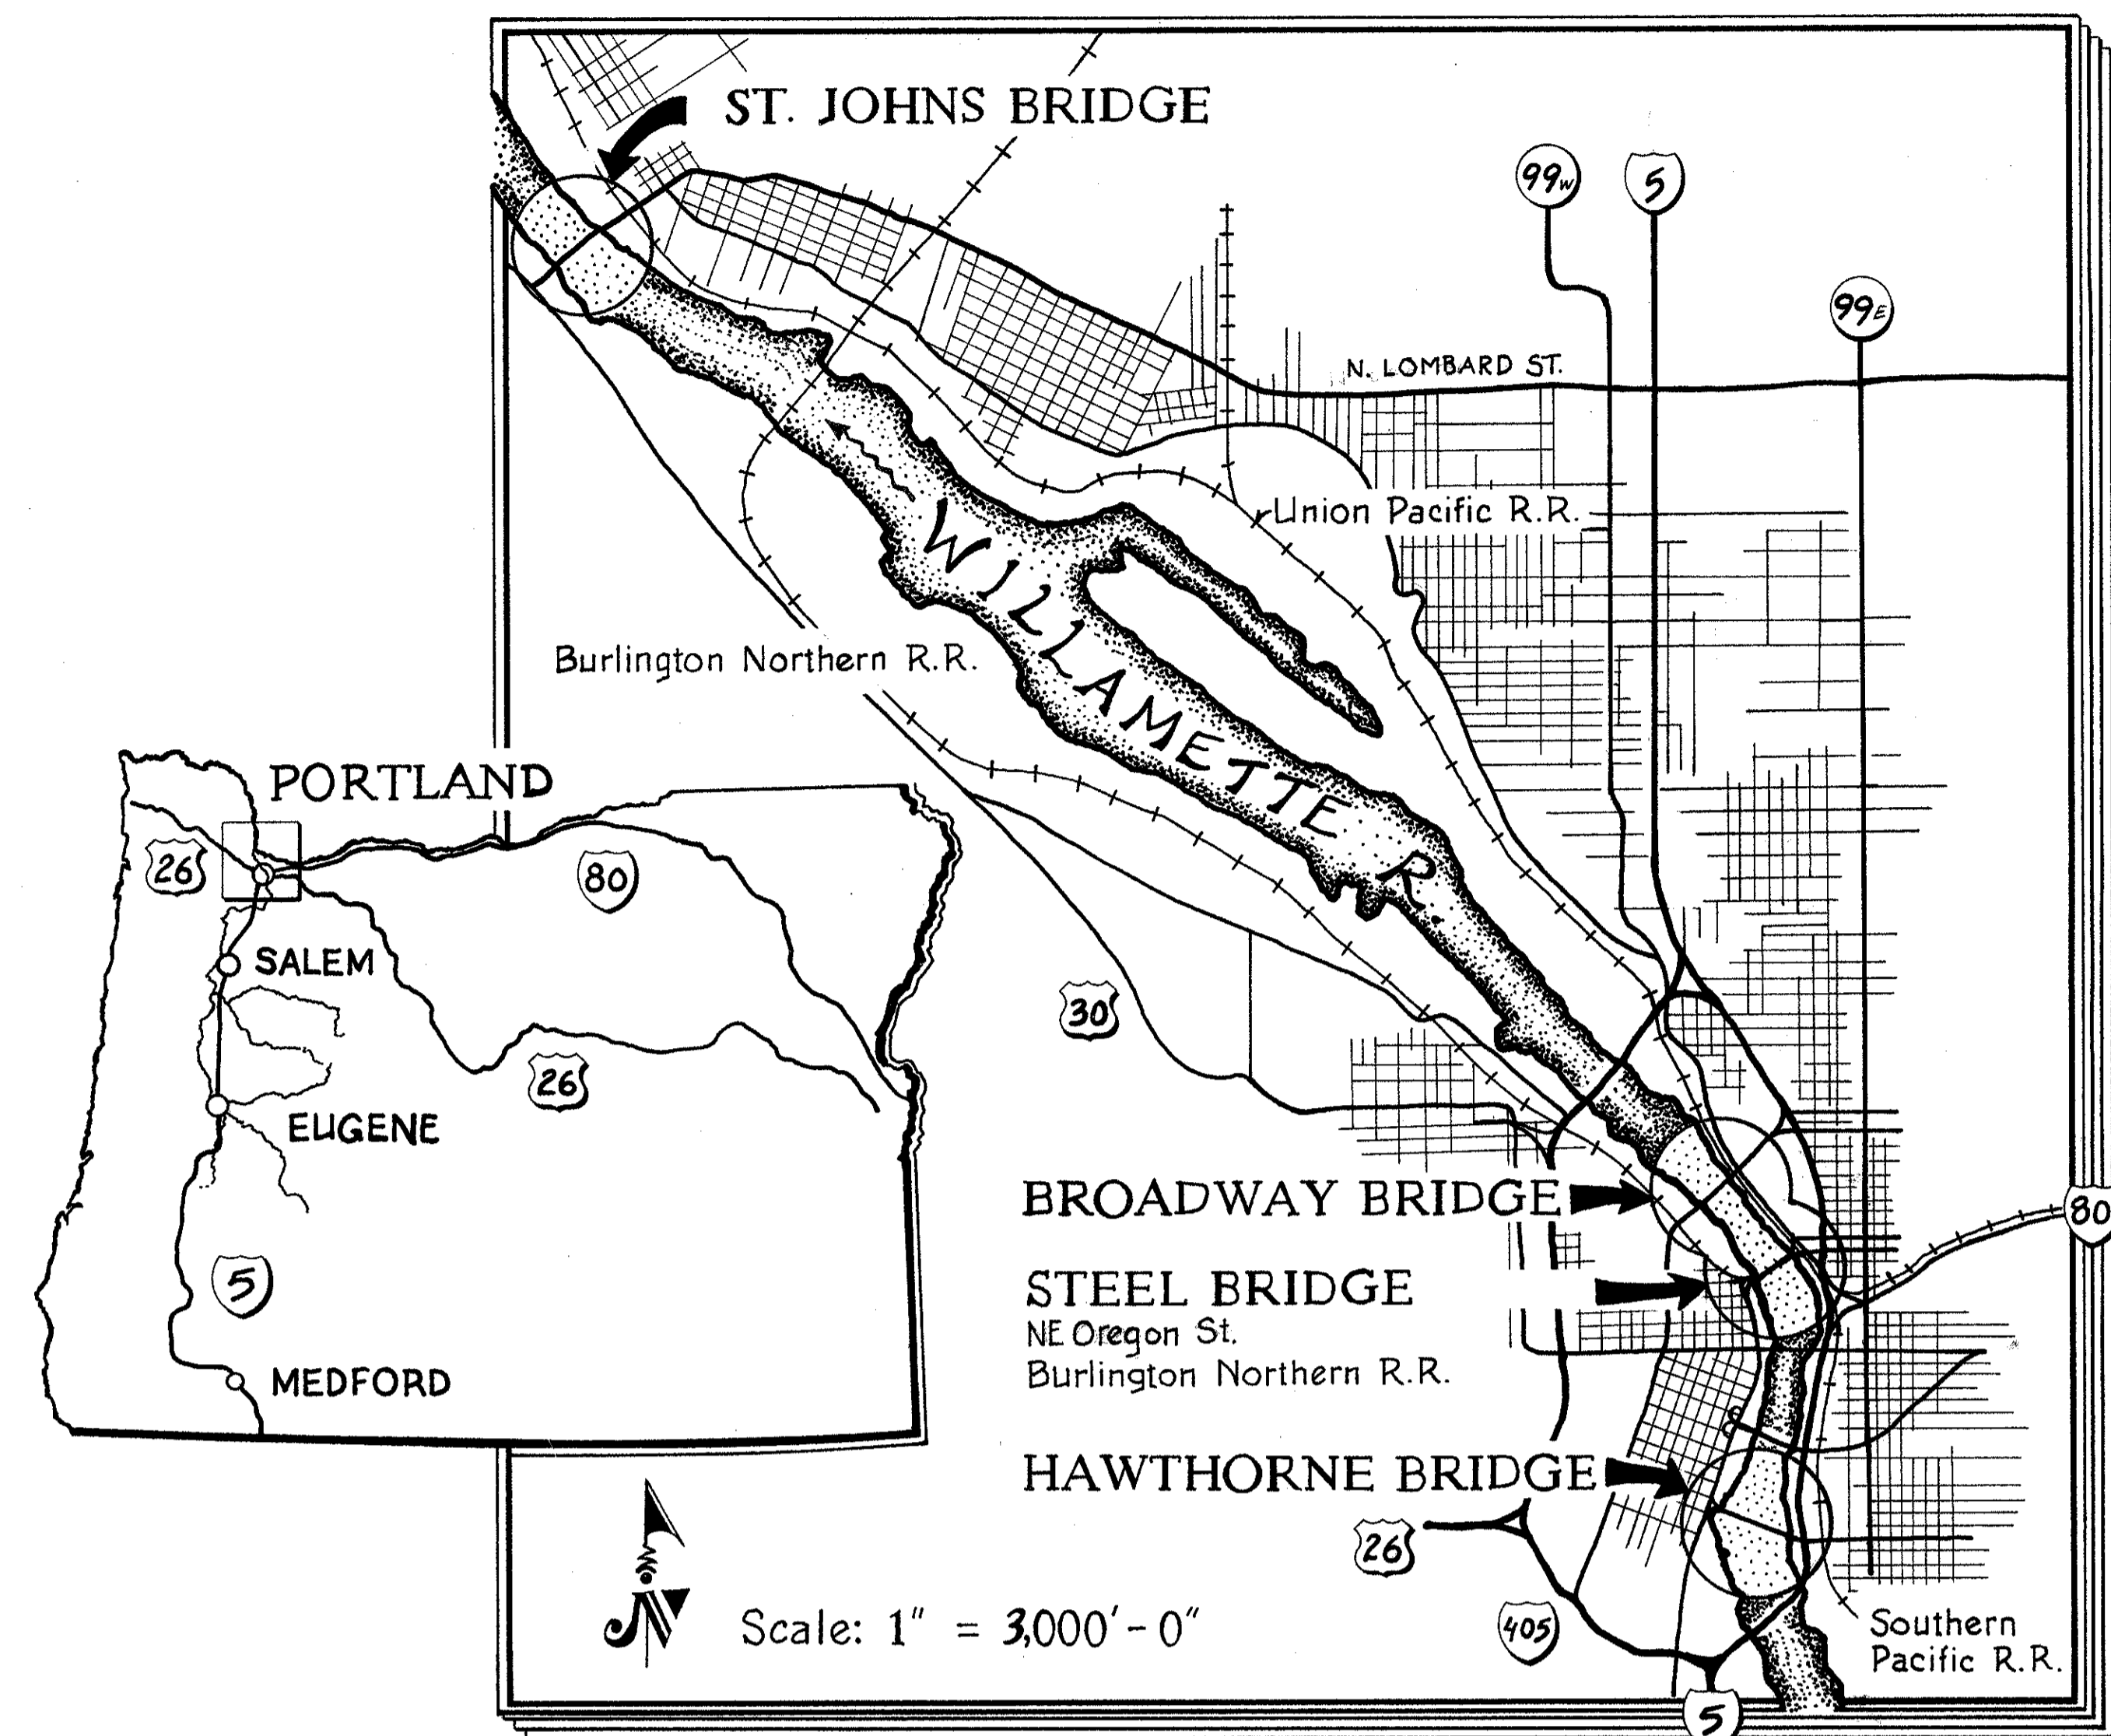 ST. JOHNS BRIDGE
99W
5
99E
N. LOMBARD ST.
Union Pacific R.R.
WILLAMETTE R.
Burlington Northern R.R.
PORTLAND
26
80
SALEM
30
26
EUGENE
BROADWAY BRIDGE
80
STEEL BRIDGE
NE Oregon St.
Burlington Northern R.R.
5
MEDFORD
HAWTHORNE BRIDGE
26
N
Scale: 1" = 3,000'-0"
405
Southern
Pacific R.R.
5